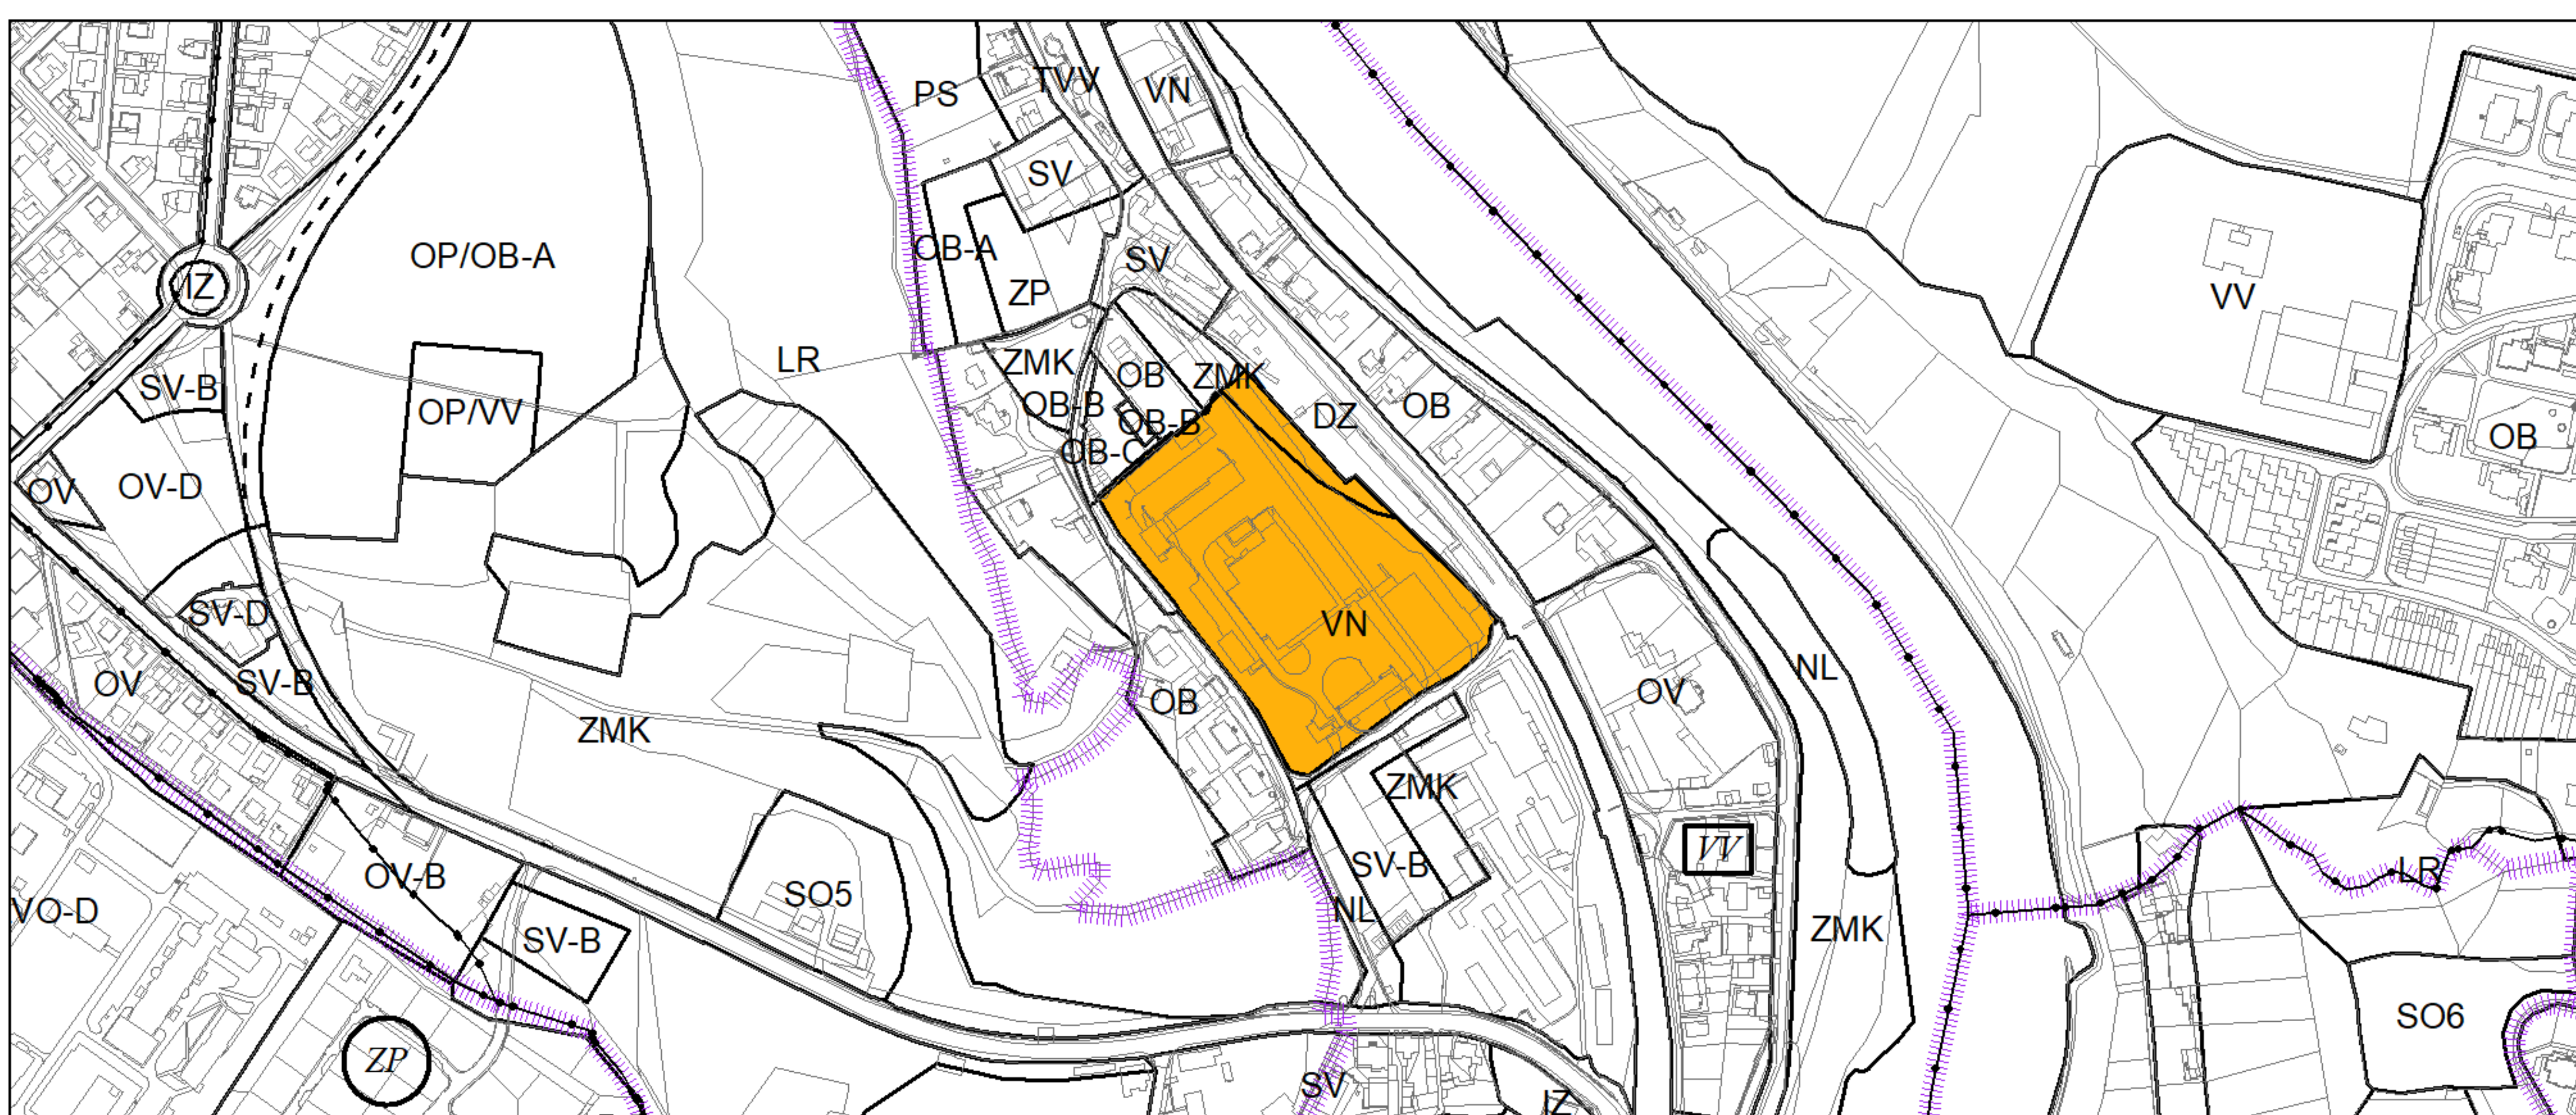 PS
TVV
VN
SV
OP/OB-A
OB-A
SV
IZ
ZP
VV
LR
ZMK
OB
ZMK
SV-B
OP/VV
OB-B
OB
DZ
OB-B
OB
OB-C
OV
OV-D
SV-D
VN
OV
SV-B
OB
OV
NL
ZMK
ZMK
VV
SV-B
OV-B
SO5
LR
VO-D
NL
ZMK
SV-B
SO6
ZP
SV
IZ